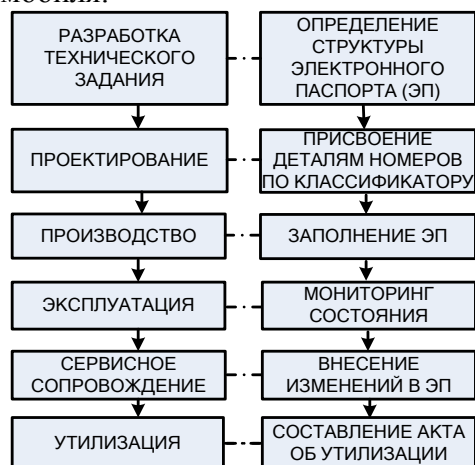 РАЗРАБОТКА
ТЕХНИЧЕСКОГО
ЗАДАНИЯ
ОПРЕДЕЛЕНИЕ
СТРУКТУРЫ
ЭЛЕКТРОННОГО
ПАСПОРТА (ЭП)
ПРОЕКТИРОВАНИЕ
ПРИСВОЕНИЕ
ДЕТАЛЯМ НОМЕРОВ
ПО КЛАССИФИКАТОРУ
ПРОИЗВОДСТВО
ЗАПОЛНЕНИЕ ЭП
ЭКСПЛУАТАЦИЯ
МОНИТОРИНГ
СОСТОЯНИЯ
СЕРВИСНОЕ
СОПРОВОЖДЕНИЕ
ВНЕСЕНИЕ
ИЗМЕНЕНИЙ В ЭП
УТИЛИЗАЦИЯ
СОСТАВЛЕНИЕ АКТА
ОБ УТИЛИЗАЦИИ